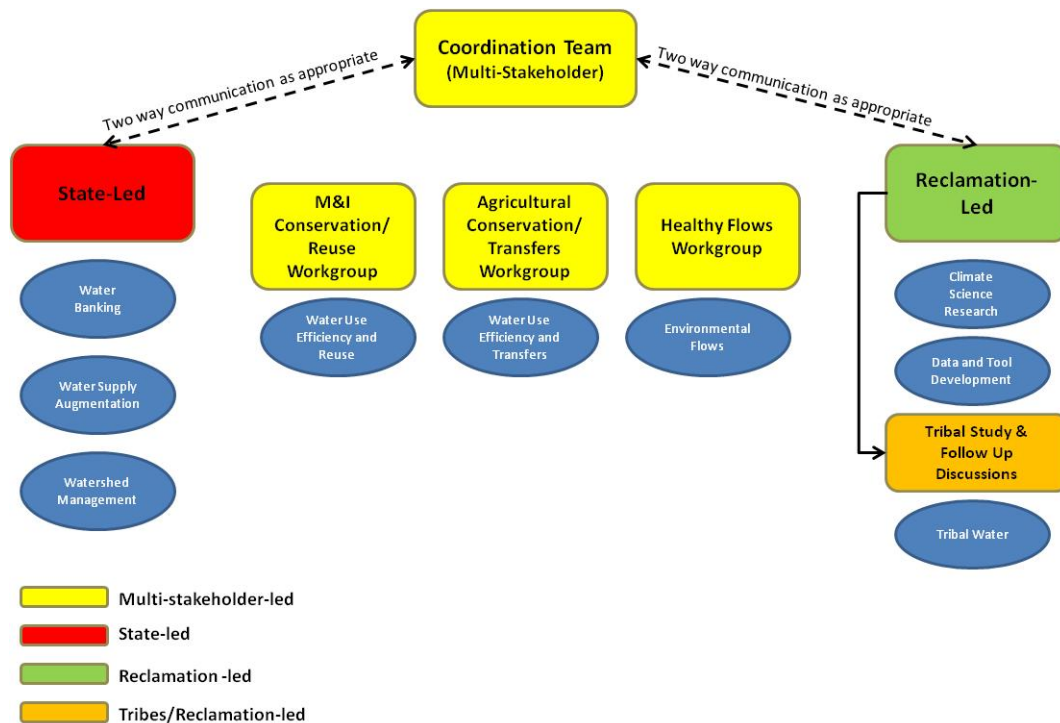 Coordination Team
(Multi-Stakeholder)
Two way communication as appropriate
Two way communication as appropriate
State-Led
Water
Banking
Water Supply
Augmentation
Watershed
Management
M&I
Conservation/
Reuse
Workgroup
Water Use
Efficiency and
Reuse
Agricultural
Conservation/
Transfers
Workgroup
Water Use
Efficiency and
Transfers
Healthy Flows
Workgroup
Environmental
Flows
Reclamation-
Led
Climate
Science
Research
Data and Tool
Development
Tribal Study &
Follow Up
Discussions
Tribal Water
Multi-stakeholder-led
State-led
Reclamation -led
Tribes/Reclamation-led